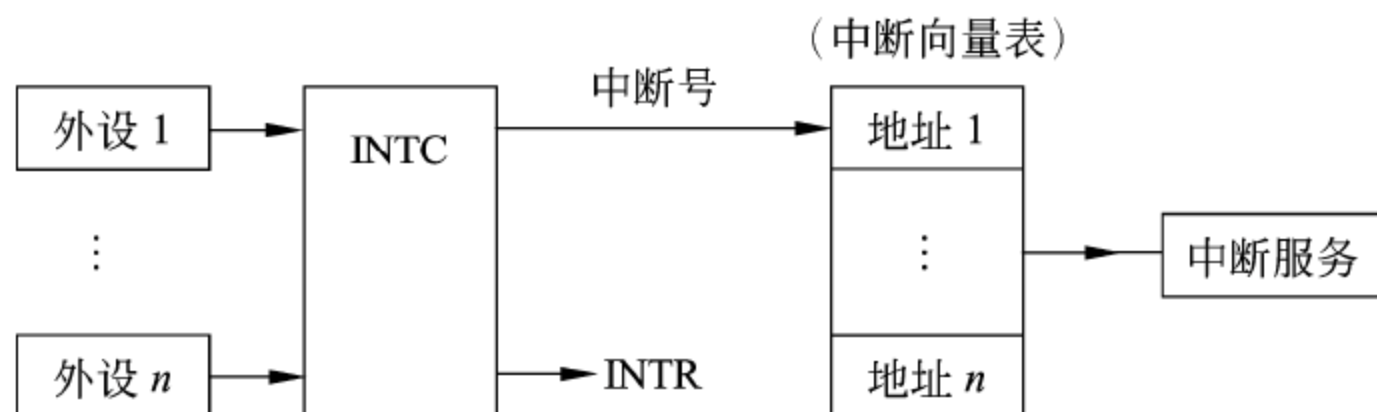 （中断向量表）
外设 1
INTC
中断号
地址 1
⋮
⋮
中断服务
外设 n
INTR
地址 n